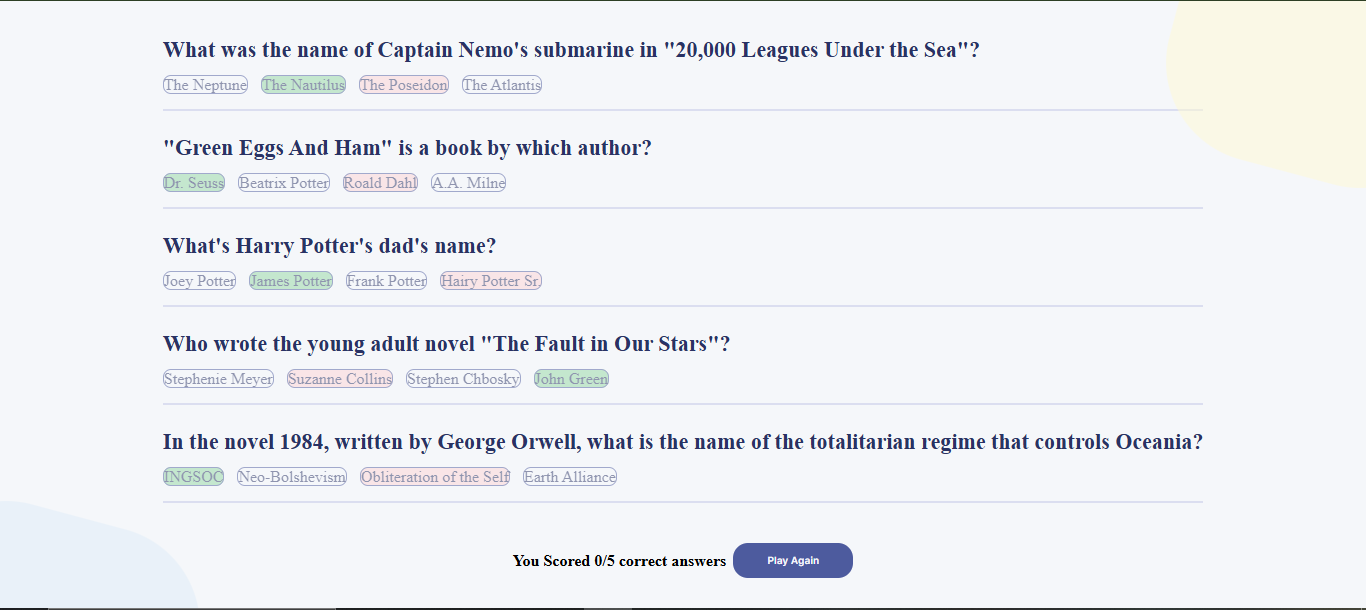 What was the name of Captain Nemo's submarine in "20,000 Leagues Under the Sea"?
The Neptune The Nautilus The Poseidon The Atlantis
"Green Eggs And Ham" is a book by which author?
Dr. Seuss Beatrix Potter Roald Dahl A.A. Milne
What's Harry Potter's dad's name?
Joey Potter James Potter Frank Potter Hairy Potter Sr.
Who wrote the young adult novel "The Fault in Our Stars"?
Stephenie Meyer Suzanne Collins Stephen Chbosky John Green
In the novel 1984, written by George Orwell, what is the name of the totalitarian regime that controls Oceania?
INGSOC Neo-Bolshevism Obliteration of the Self Earth Alliance
You Scored 0/5 correct answers Play Again